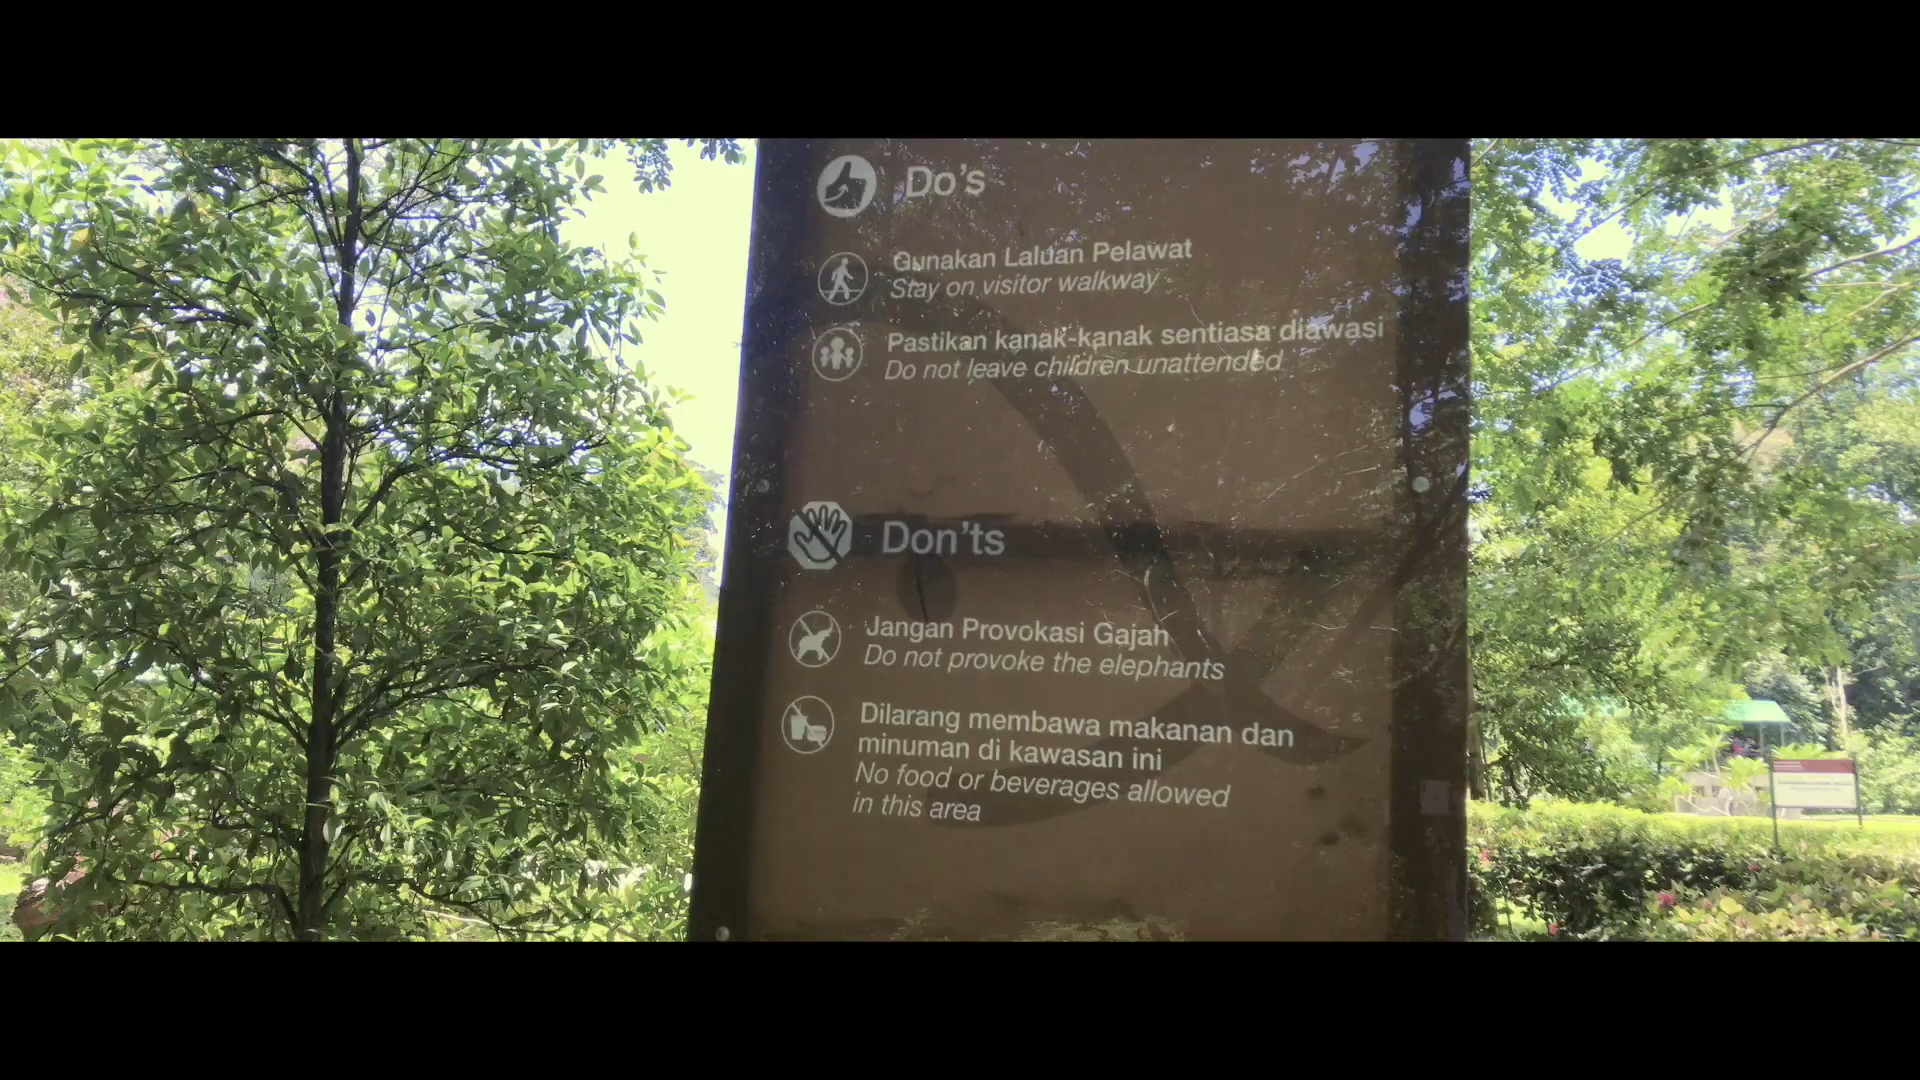 Do's
Gunakan Laluan Pelawat
Stay on visitor walkway
Pastikan kanak-kanak sentiasa diawasi
Do not leave children unattended
Don'ts
Jangan Provokasi Gajah
Do not provoke the elephants
Dilarang membawa makanan dan
minuman di kawasan ini
No food or beverages allowed
in this area